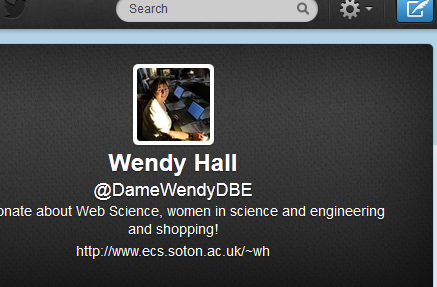 Search
Wendy Hall
@DameWendyDBE
about Web Science, women in science and engineering
and shopping!
http://www.ecs.soton.ac.uk/~wh